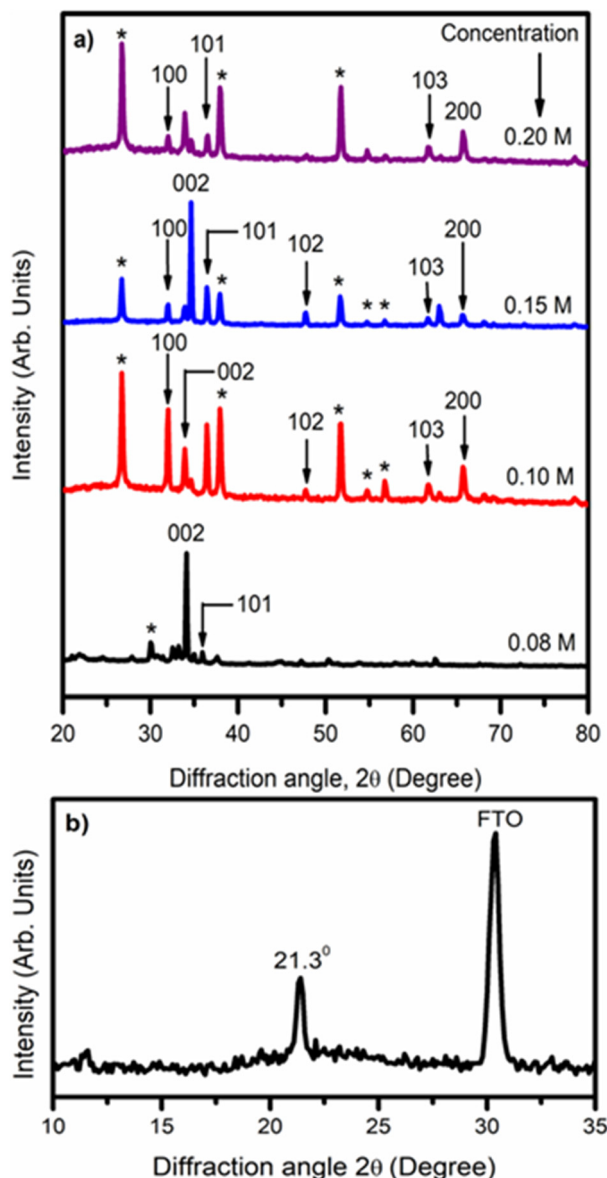 a)
Concentration
*
100
101
*
*
103
200
0.20 M
002
*
100
101
*
102
*
*
*
103
200
0.15 M
*
100
002
*
102
*
*
*
103
200
0.10 M
002
*
101
0.08 M
Intensity (Arb. Units)
20 30 40 50 60 70 80
Diffraction angle, 2θ (Degree)
b)
FTO
21.3⁰
Intensity (Arb. Units)
10 15 20 25 30 35
Diffraction angle 2θ (Degree)